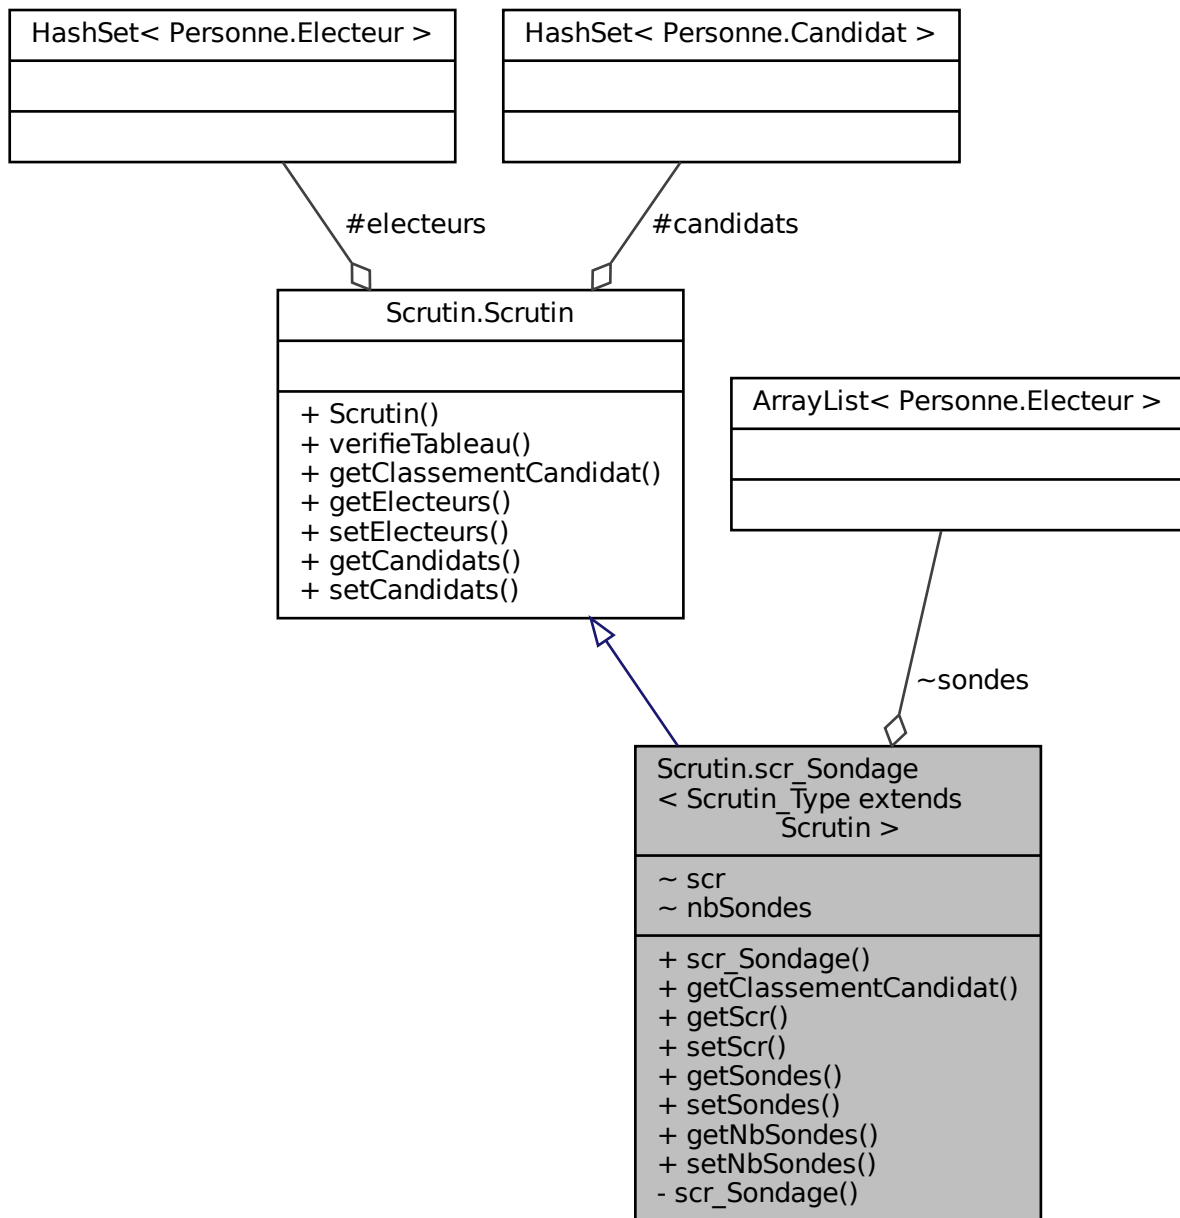 HashSet< Personne.Electeur >
HashSet< Personne.Candidat >
#electeurs
#candidats
Scrutin.Scrutin
+ Scrutin()
+ verifieTableau()
+ getClassementCandidat()
+ getElecteurs()
+ setElecteurs()
+ getCandidats()
+ setCandidats()
ArrayList< Personne.Electeur >
~sondes
Scrutin.scr_Sondage
< Scrutin_Type extends
Scrutin >
~ scr
~ nbSondes
+ scr_Sondage()
+ getClassementCandidat()
+ getScr()
+ setScr()
+ getSondes()
+ setSondes()
+ getNbSondes()
+ setNbSondes()
- scr_Sondage()